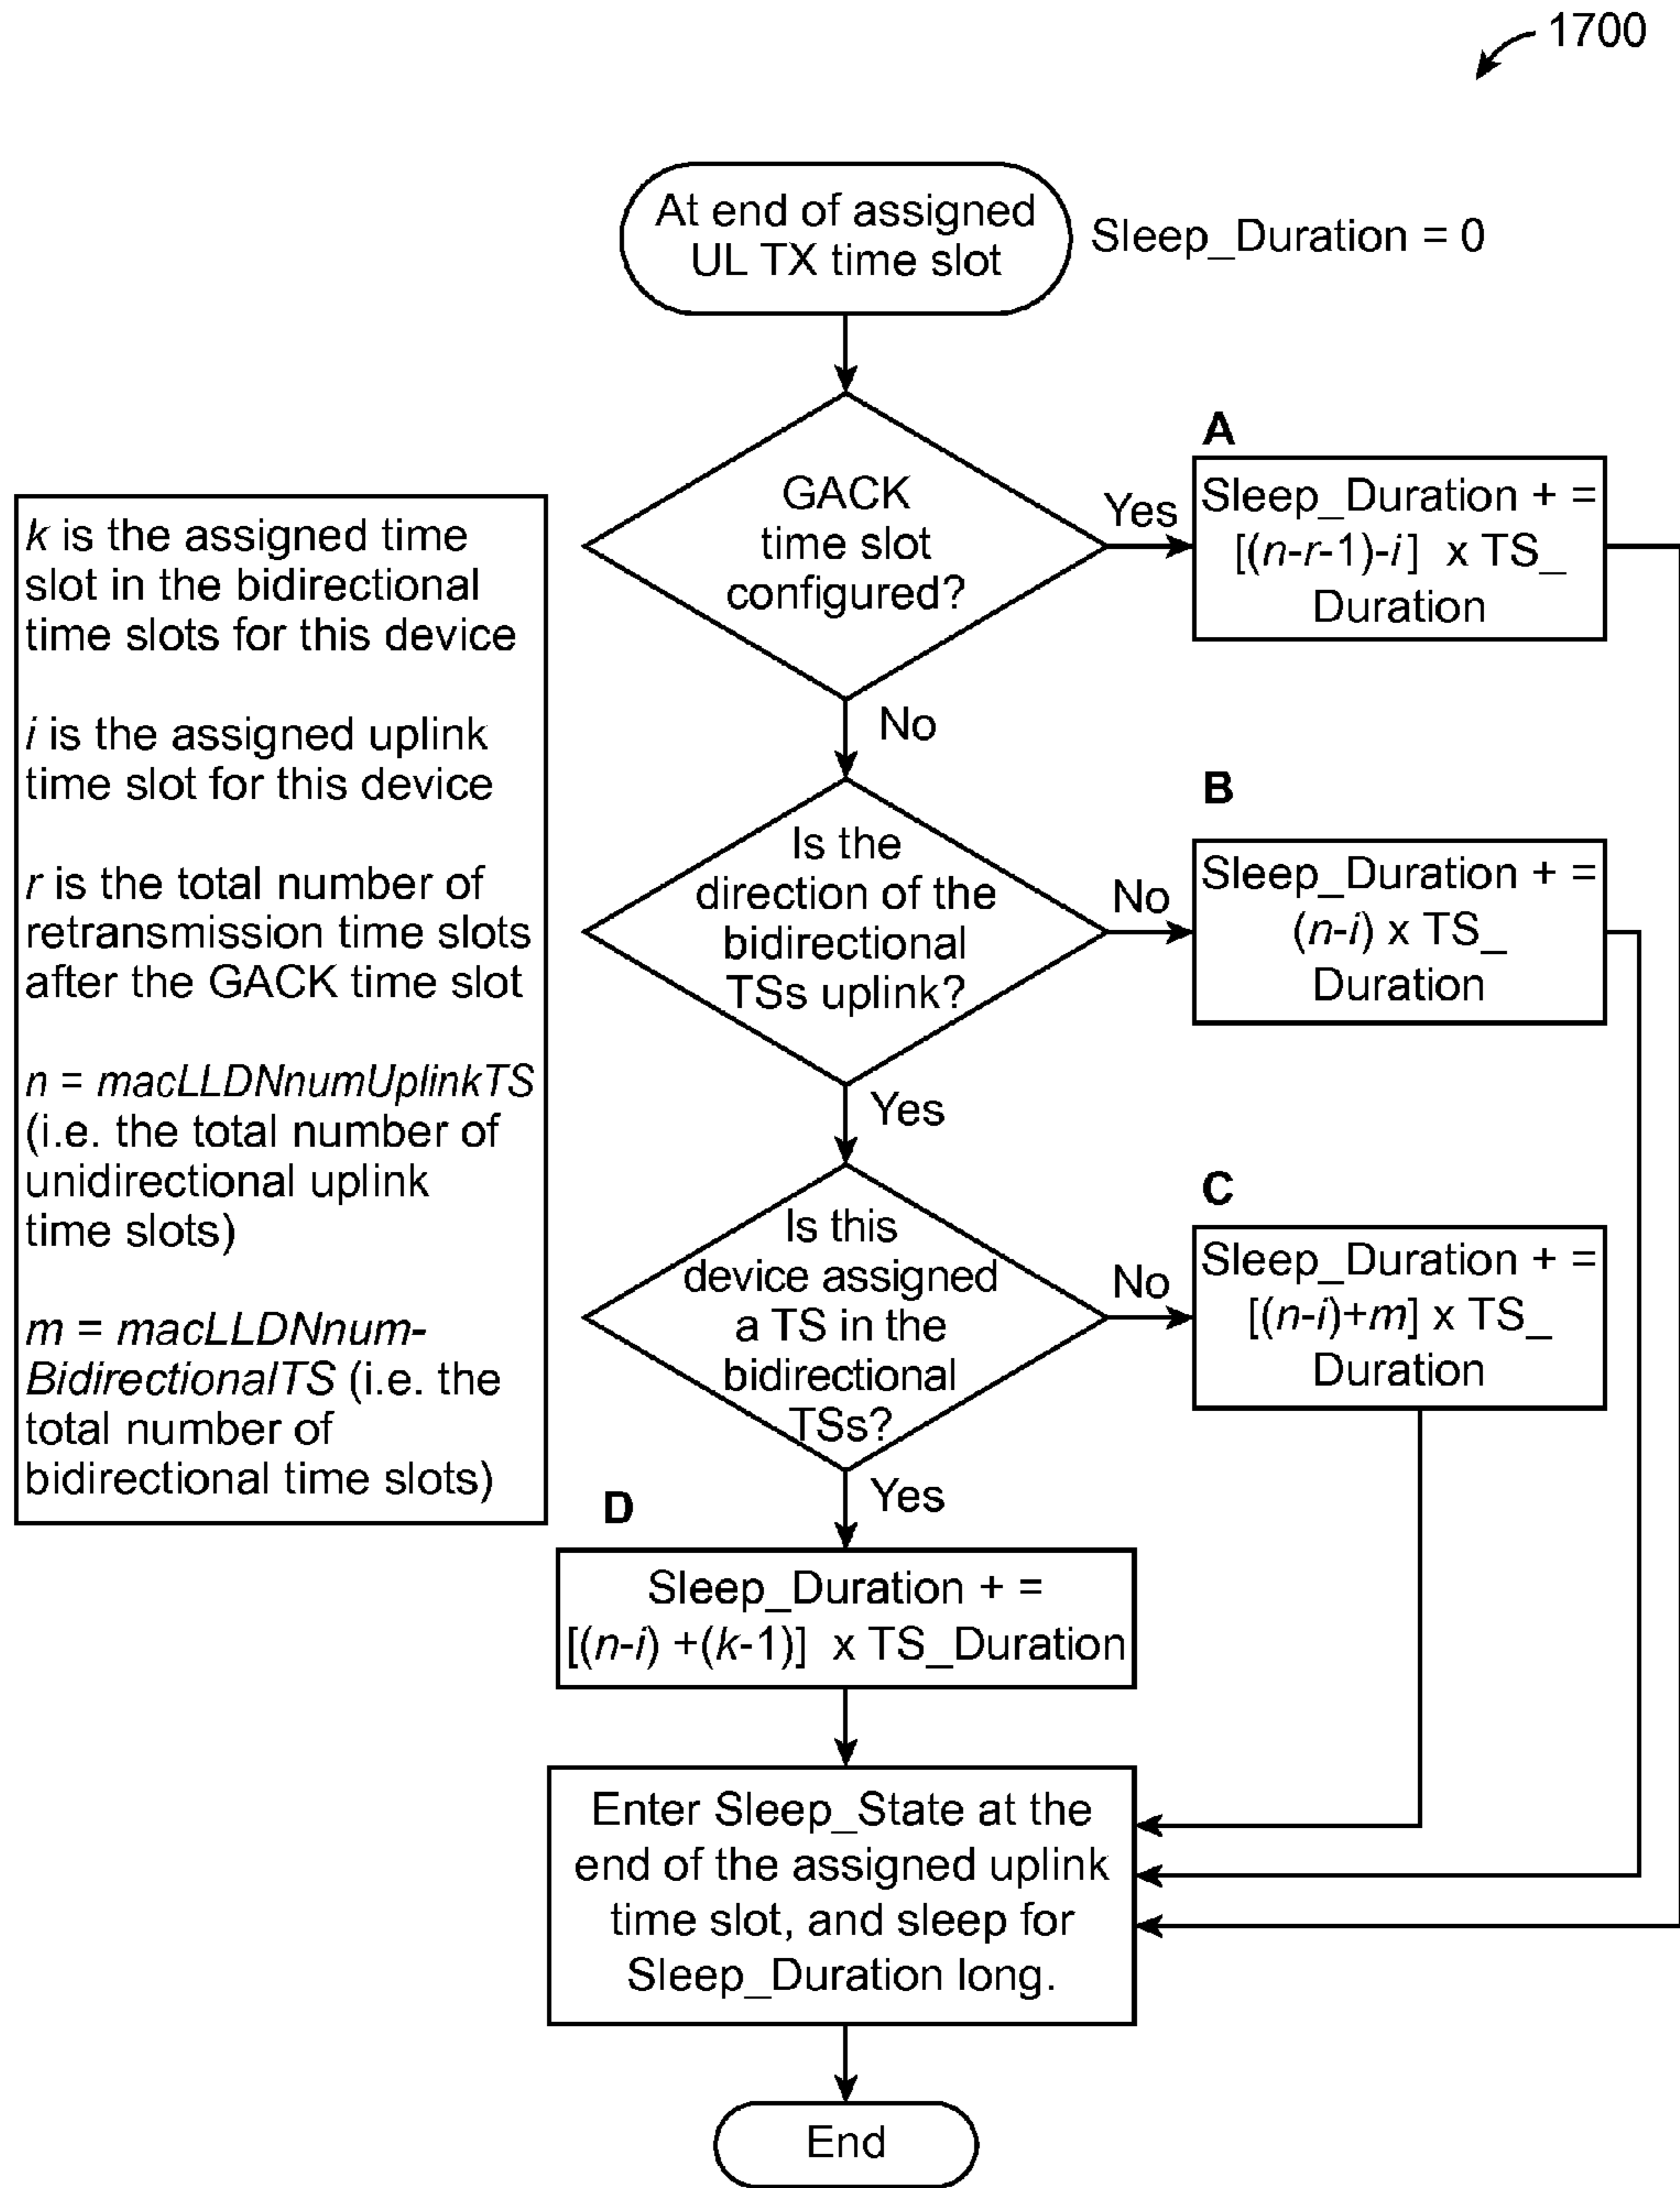 1700
At end of assigned
UL TX time slot
Sleep_Duration = 0
GACK
time slot
configured?
Yes
A
Sleep_Duration + =
[(n-r-1)-i] x TS_
Duration
No
k is the assigned time
slot in the bidirectional
time slots for this device
i is the assigned uplink
time slot for this device
r is the total number of
retransmission time slots
after the GACK time slot
n = macLLDNnumUplinkTS
(i.e. the total number of
unidirectional uplink
time slots)
m = macLLDNnum-
BidirectionalTS (i.e. the
total number of
bidirectional time slots)
Is the
direction of the
bidirectional
TSs uplink?
No
B
Sleep_Duration + =
(n-i) x TS_
Duration
Yes
Is this
device assigned
a TS in the
bidirectional
TSs?
No
C
Sleep_Duration + =
[(n-i)+m] x TS_
Duration
Yes
D
Sleep_Duration + =
[(n-i) +(k-1)] x TS_Duration
Enter Sleep_State at the
end of the assigned uplink
time slot, and sleep for
Sleep_Duration long.
End